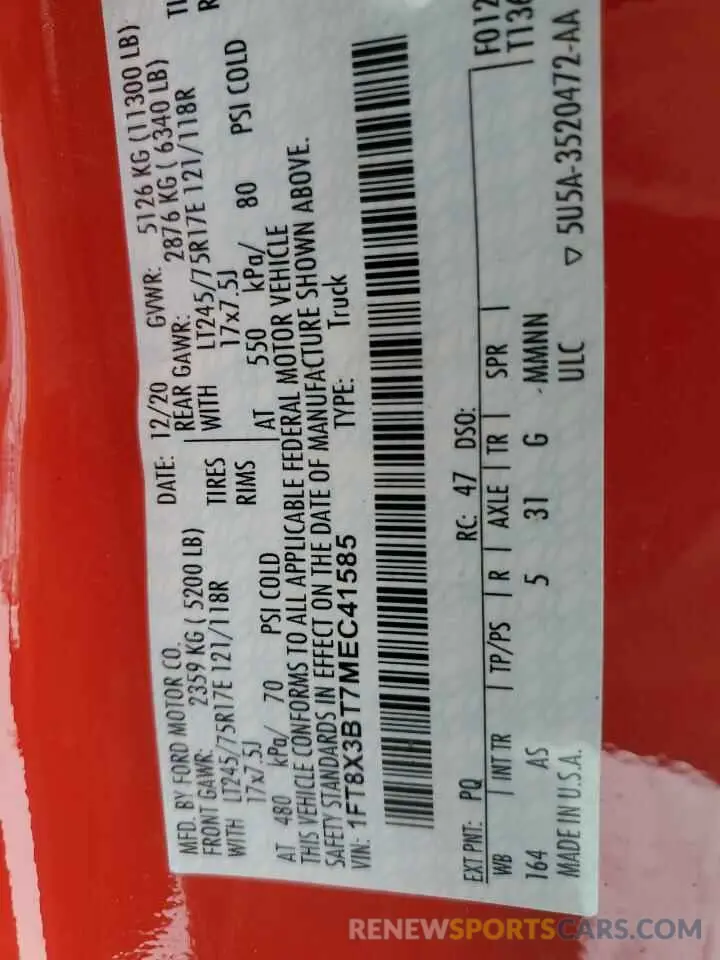 MFD. BY FORD MOTOR CO.
DATE: 12/20 GVWR: 5126 KG (11300 LB)
FRONT GAWR: 2359 KG ( 5200 LB)
REAR GAWR: 2876 KG ( 6340 LB)
WITH LT245/75R17E 121/118R TIRES WITH LT245/75R17E 121/118R
17x7.5J RIMS 17x7.5J
AT 480 kPa/ 70 PSI COLD AT 550 kPa/ 80 PSI COLD
THIS VEHICLE CONFORMS TO ALL APPLICABLE FEDERAL MOTOR VEHICLE
SAFETY STANDARDS IN EFFECT ON THE DATE OF MANUFACTURE SHOWN ABOVE.
VIN: 1FT8X3BT7MEC41585 TYPE: Truck
EXT PNT: PQ RC: 47 DSO: F012
T136
WB | INT TR | TP/PS | R | AXLE | TR | SPR |
164 AS 5 31 G MMNN
MADE IN U.S.A. ULC ▽ 5U5A-3520472-AA
RENEWSPORTSCARS.COM